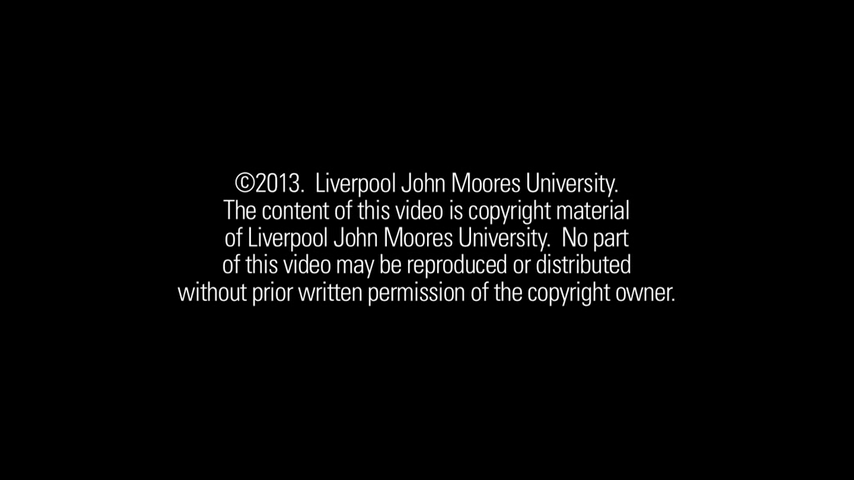 ©2013.  Liverpool John Moores University.
The content of this video is copyright material
of Liverpool John Moores University.  No part
of this video may be reproduced or distributed
without prior written permission of the copyright owner.